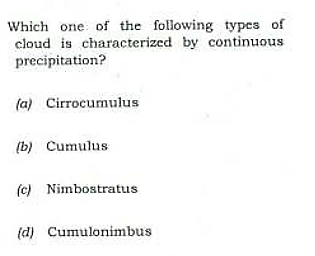 Which one of the following types of
cloud is characterized by continuous
precipitation?
(a) Cirrocumulus
(b) Cumulus
(c) Nimbostratus
(d) Cumulonimbus